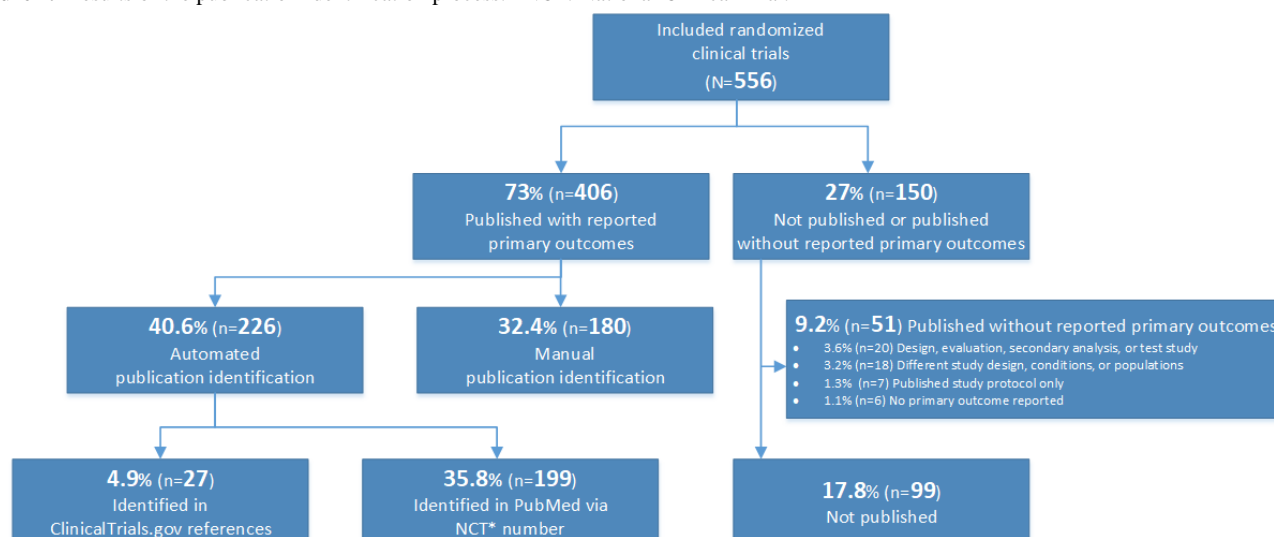 Included randomized
clinical trials
(N=556)
73% (n=406)
Published with reported
primary outcomes
27% (n=150)
Not published or published
without reported primary outcomes
40.6% (n=226)
Automated
publication identification
32.4% (n=180)
Manual
publication identification
9.2% (n=51) Published without reported primary outcomes
• 3.6% (n=20) Design, evaluation, secondary analysis, or test study
• 3.2% (n=18) Different study design, conditions, or populations
• 1.3% (n=7) Published study protocol only
• 1.1% (n=6) No primary outcome reported
4.9% (n=27)
Identified in
ClinicalTrials.gov references
35.8% (n=199)
Identified in PubMed via
NCT* number
17.8% (n=99)
Not published